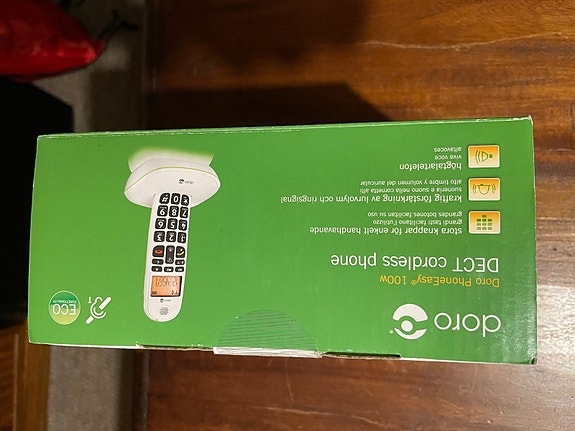 doro
Doro PhoneEasy® 100w
DECT cordless phone
stora knappar för enkelt handhavande
grandi tasti facilitano l'utilizzo
grandes botones facilitan su uso
kraftig förstärkning av lurvolym och ringsignal
suoneria e suono nella cornetta alti
alto timbre y volumen del auricular
högtalartelefon
viva voce
altavoces
ECO
doro